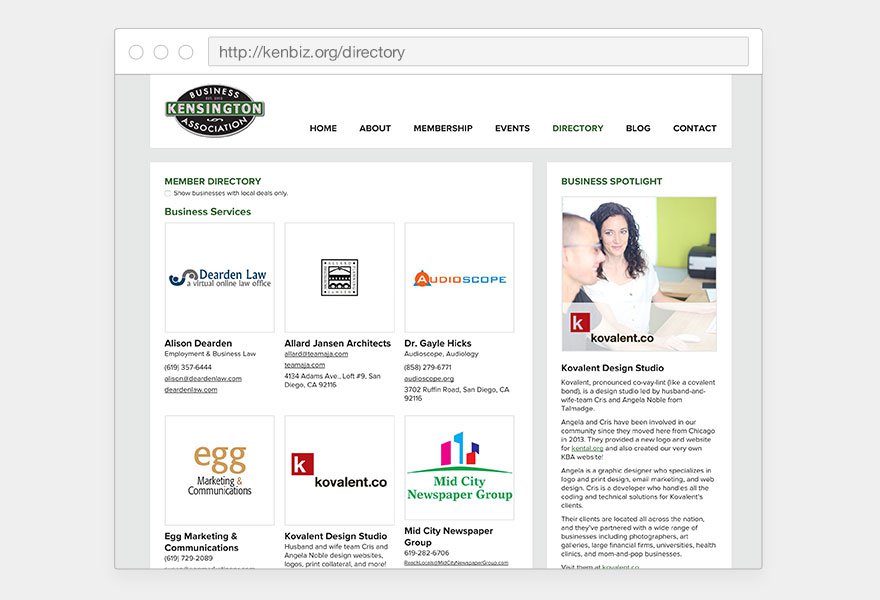 http://kenbiz.org/directory
BUSINESS
EST. 2010
KENSINGTON
ASSOCIATION
HOME ABOUT MEMBERSHIP EVENTS DIRECTORY BLOG CONTACT
MEMBER DIRECTORY
Show businesses with local deals only.
Business Services
Dearden Law
a virtual online law office
Alison Dearden
Employment & Business Law
(619) 357-6444
alison@deardenlaw.com
deardenlaw.com
ALLARD
JANSEN
Allard Jansen Architects
allard@teamaja.com
teamaja.com
4134 Adams Ave., Loft #9, San
Diego, CA 92116
AUDIOSCOPE
Dr. Gayle Hicks
Audioscope, Audiology
(858) 279-6771
audioscope.org
3702 Ruffin Road, San Diego, CA
92116
egg
Marketing &
Communications
Egg Marketing &
Communications
(619) 729-2089
k
kovalent.co
Kovalent Design Studio
Husband and wife team Cris and
Angela Noble design websites,
logos, print collateral, and more!
Mid City
Newspaper Group
Mid City Newspaper
Group
619-282-6706
ReachLocals@MidCityNewspaperGroup.com
BUSINESS SPOTLIGHT
k
kovalent.co
Kovalent Design Studio
Kovalent, pronounced co-vay-lint (like a covalent
bond), is a design studio led by husband-and-
wife-team Cris and Angela Noble from
Talmadge.
Angela and Cris have been involved in our
community since they moved here from Chicago
in 2013. They provided a new logo and website
for kental.org and also created our very own
KBA website!
Angela is a graphic designer who specializes in
logo and print design, email marketing, and web
design. Cris is a developer who handles all the
coding and technical solutions for Kovalent's
clients.
Their clients are located all across the nation,
and they've partnered with a wide range of
businesses including photographers, art
galleries, large financial firms, universities, health
clinics, and mom-and-pop businesses.
Visit them at kovalent.co